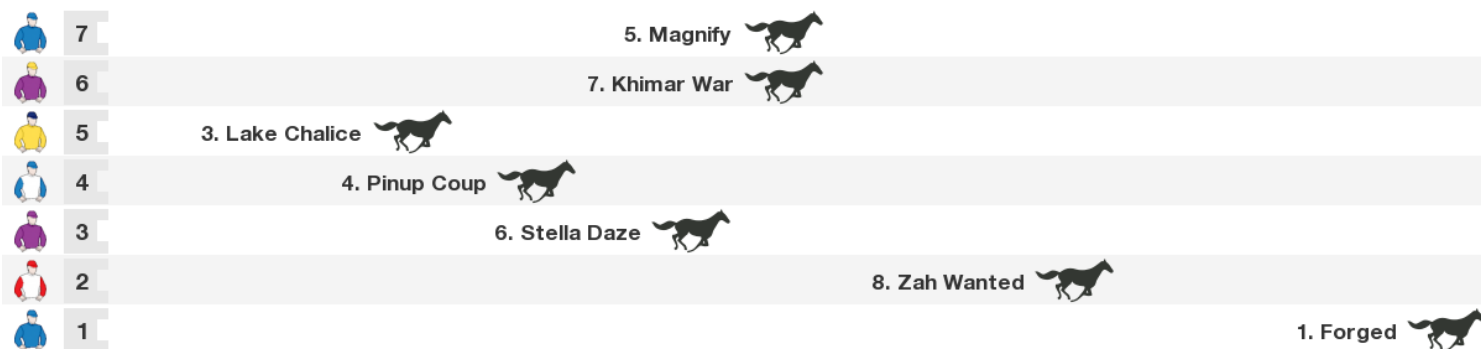 7 5. Magnify
6 7. Khimar War
5 3. Lake Chalice
4 4. Pinup Coup
3 6. Stella Daze
2 8. Zah Wanted
1 1. Forged